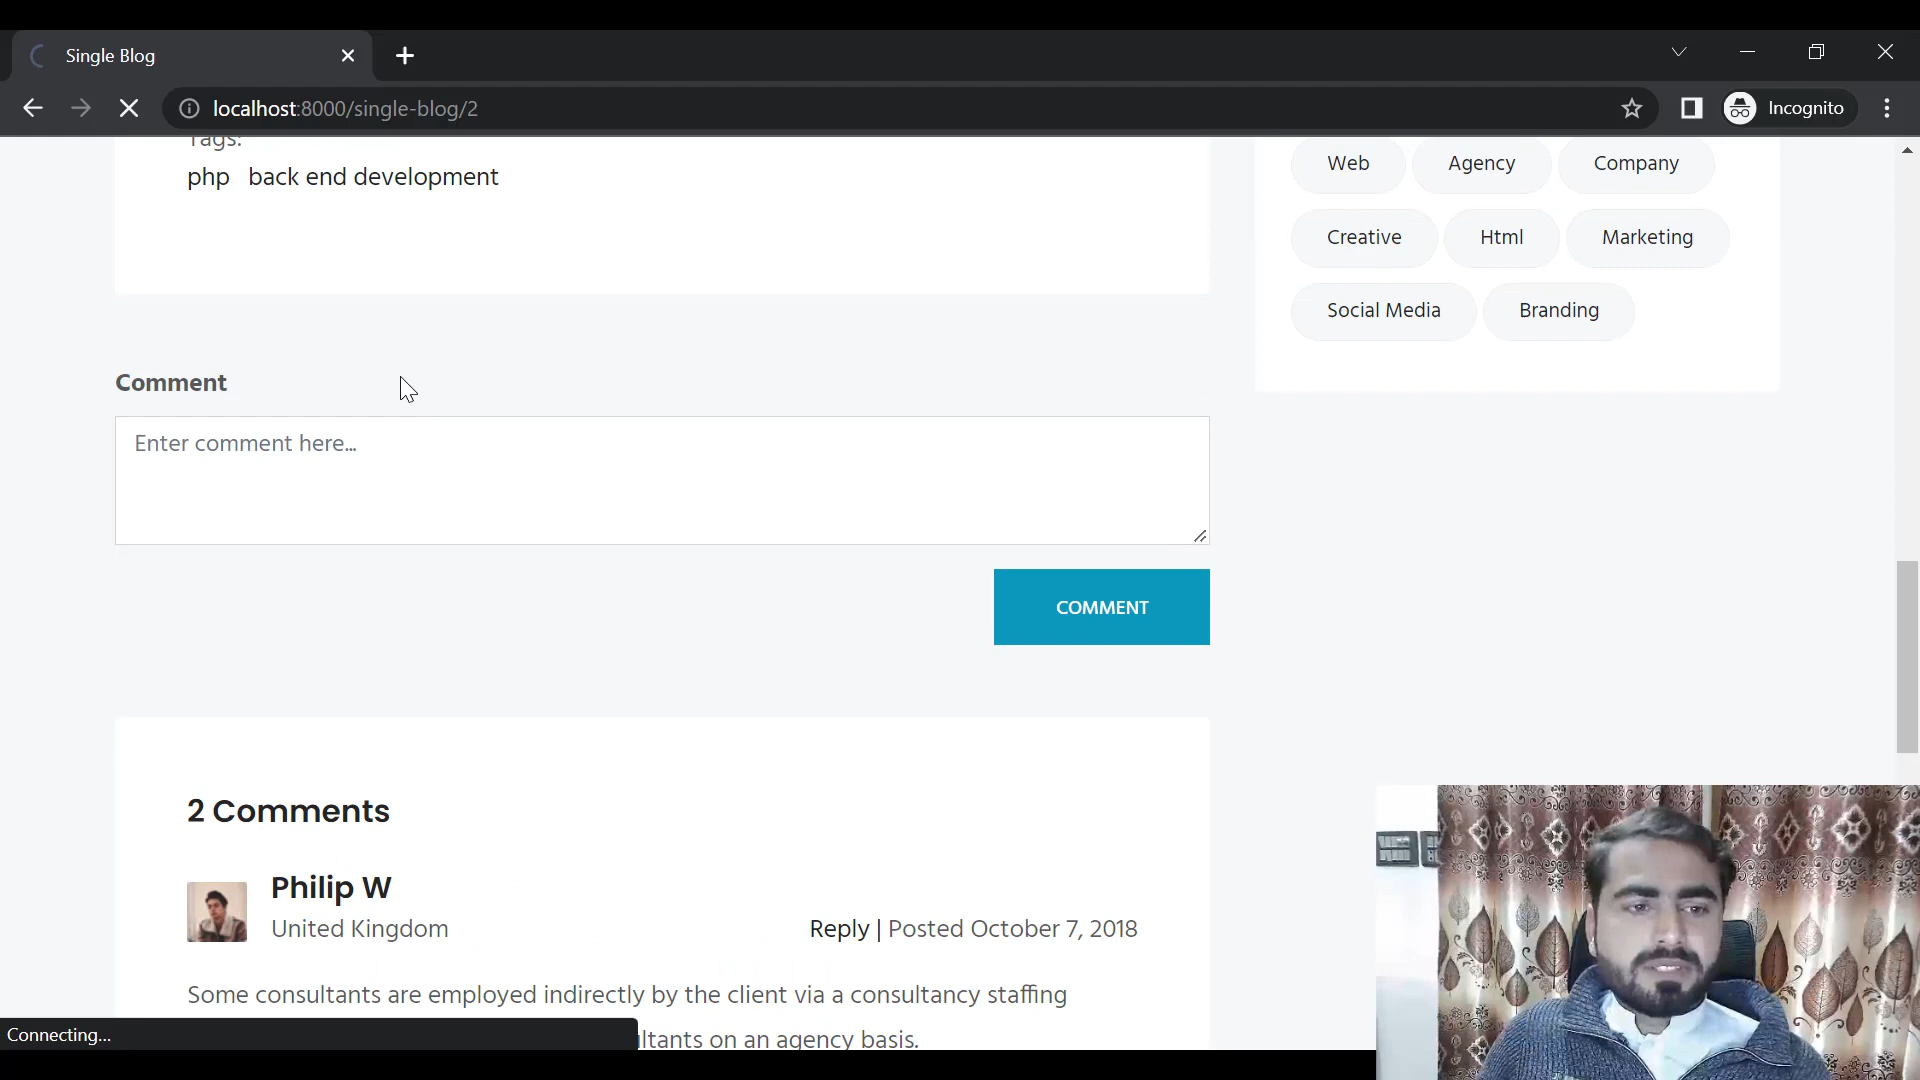 Single Blog
localhost:8000/single-blog/2
Incognito
Tags:
php back end development
Web Agency Company
Creative Html Marketing
Social Media Branding
Comment
Enter comment here...
COMMENT
2 Comments
Philip W
United Kingdom
Reply | Posted October 7, 2018
Some consultants are employed indirectly by the client via a consultancy staffing
ultants on an agency basis.
Connecting...